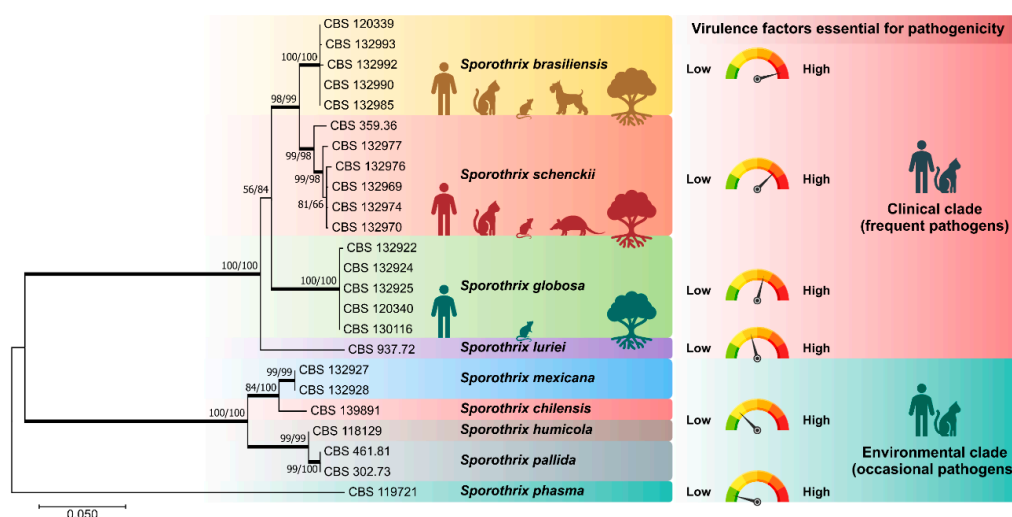 Virulence factors essential for pathogenicity
CBS 120339
CBS 132993
CBS 132992
CBS 132990
CBS 132985
100/100
Sporothrix brasiliensis
Low High
98/99
CBS 359.36
CBS 132977
CBS 132976
CBS 132969
CBS 132974
CBS 132970
99/98
99/98
81/66
Sporothrix schenckii
Low High
Clinical clade
(frequent pathogens)
56/84
CBS 132922
CBS 132924
CBS 132925
CBS 120340
CBS 130116
100/100
100/100
Sporothrix globosa
Low High
CBS 937.72
Sporothrix luriei
Low High
CBS 132927
CBS 132928
99/99
84/100
Sporothrix mexicana
CBS 139891
Sporothrix chilensis
Low High
100/100
CBS 118129
Sporothrix humicola
99/99
CBS 461.81
CBS 302.73
99/100
Sporothrix pallida
Environmental clade
(occasional pathogens
CBS 119721
Sporothrix phasma
Low High
0.050